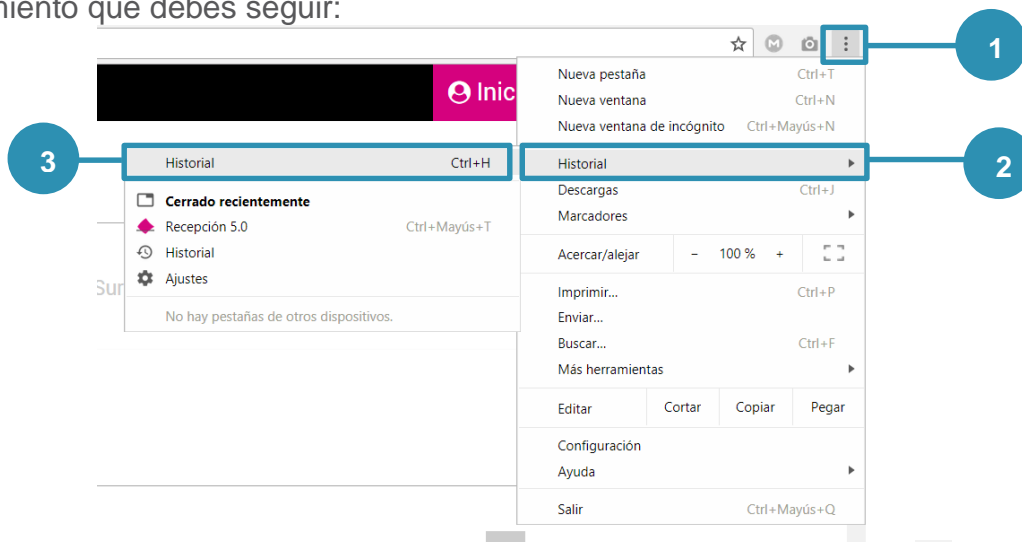 miento que debes seguir:
1
Inic
Nueva pestaña Ctrl+T
Nueva ventana Ctrl+N
Nueva ventana de incógnito Ctrl+Mayús+N
3
Historial Ctrl+H
Historial
2
Cerrado recientemente
Recepción 5.0 Ctrl+Mayús+T
Historial
Ajustes
No hay pestañas de otros dispositivos.
Sur
Descargas Ctrl+J
Marcadores
Acercar/alejar - 100 % +
Imprimir... Ctrl+P
Enviar...
Buscar... Ctrl+F
Más herramientas
Editar Cortar Copiar Pegar
Configuración
Ayuda
Salir Ctrl+Mayús+Q